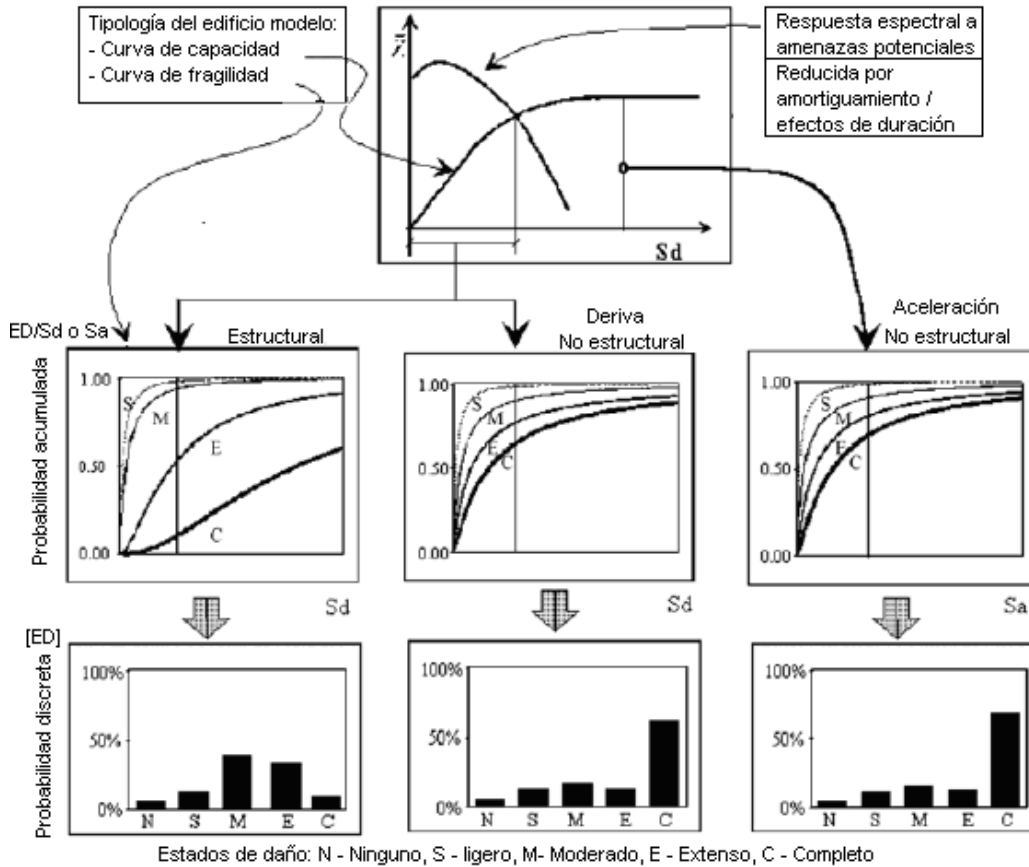 Tipología del edificio modelo:
- Curva de capacidad
- Curva de fragilidad
Sa
Respuesta espectral a
amenazas potenciales
Reducida por
amortiguamiento /
efectos de duración
Sd
ED/Sd o Sa
Estructural
Deriva
No estructural
Aceleración
No estructural
Probabilidad acumulada
1.00
0.50
0.00
S
M
E
C
Sd
1.00
0.50
0.00
S
M
E
C
Sd
1.00
0.50
0.00
S
M
E
C
Sa
[ED]
Probabilidad discreta
100%
50%
0%
N S M E C
100%
50%
0%
N S M E C
100%
50%
0%
N S M E C
Estados de daño: N - Ninguno, S - ligero, M- Moderado, E - Extenso, C - Completo